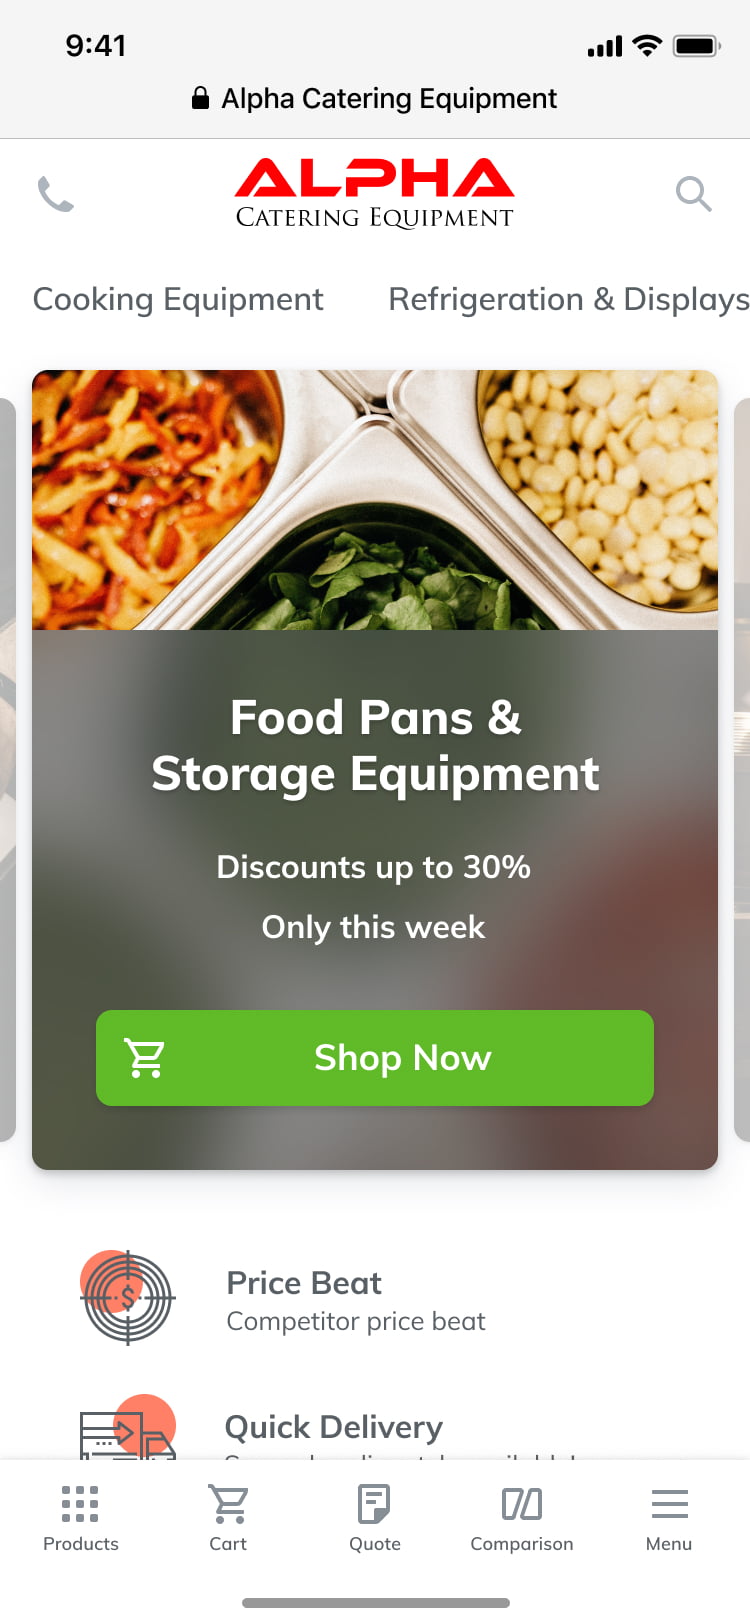 9:41
Alpha Catering Equipment
ALPHA
CATERING EQUIPMENT
Cooking Equipment Refrigeration & Displays
Food Pans &
Storage Equipment
Discounts up to 30%
Only this week
Shop Now
$
Price Beat
Competitor price beat
Quick Delivery
Products Cart Quote Comparison Menu